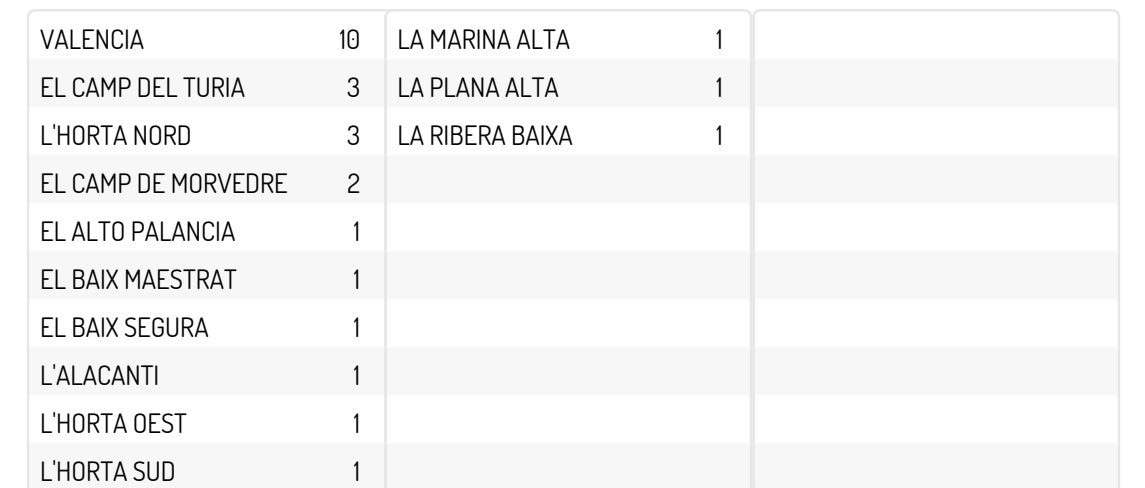 VALENCIA 10
EL CAMP DEL TURIA 3
L'HORTA NORD 3
EL CAMP DE MORVEDRE 2
EL ALTO PALANCIA 1
EL BAIX MAESTRAT 1
EL BAIX SEGURA 1
L'ALACANTI 1
L'HORTA OEST 1
L'HORTA SUD 1
LA MARINA ALTA 1
LA PLANA ALTA 1
LA RIBERA BAIXA 1